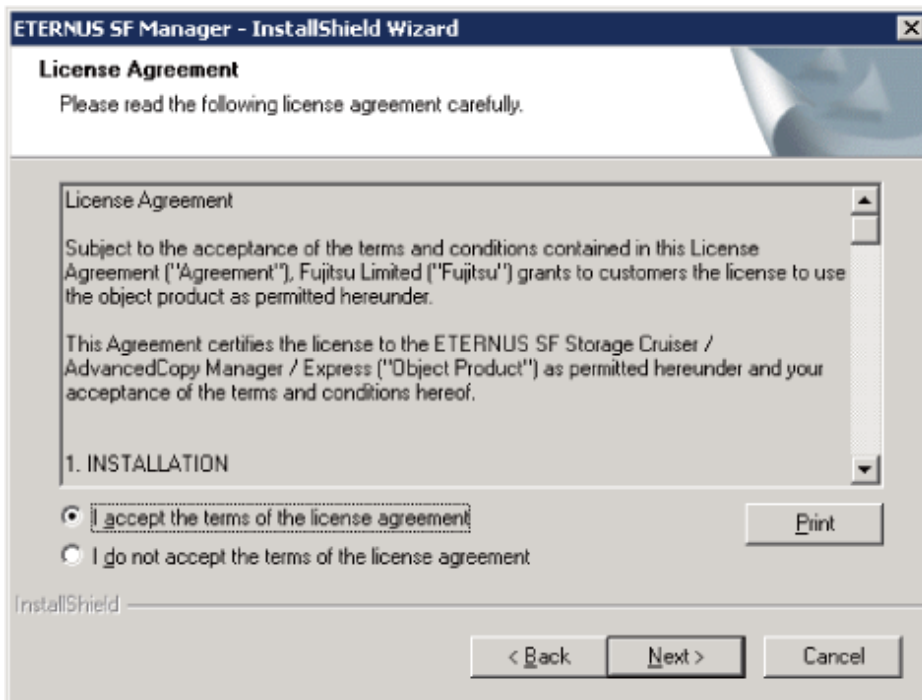 ETERNUS SF Manager - InstallShield Wizard
License Agreement
Please read the following license agreement carefully.
License Agreement
Subject to the acceptance of the terms and conditions contained in this License
Agreement ("Agreement"), Fujitsu Limited ("Fujitsu") grants to customers the license to use
the object product as permitted hereunder.
This Agreement certifies the license to the ETERNUS SF Storage Cruiser /
AdvancedCopy Manager / Express ("Object Product") as permitted hereunder and your
acceptance of the terms and conditions hereof.
1. INSTALLATION
I accept the terms of the license agreement
Print
I do not accept the terms of the license agreement
InstallShield
< Back Next > Cancel